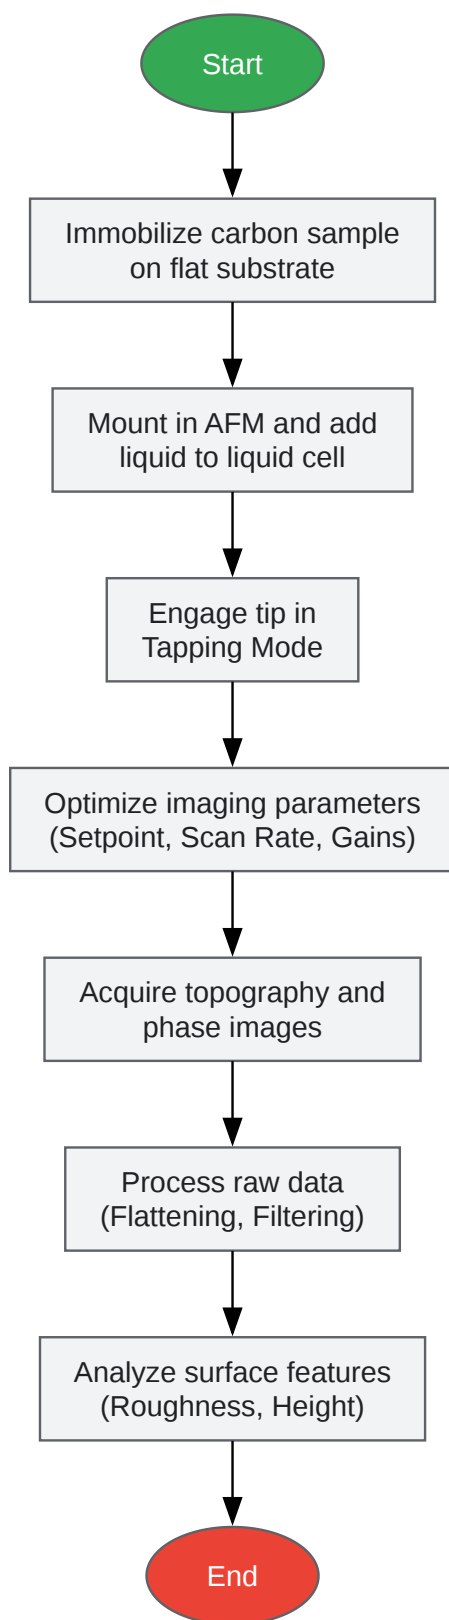 Start
Immobilize carbon sample
on flat substrate
Mount in AFM and add
liquid to liquid cell
Engage tip in
Tapping Mode
Optimize imaging parameters
(Setpoint, Scan Rate, Gains)
Acquire topography and
phase images
Process raw data
(Flattening, Filtering)
Analyze surface features
(Roughness, Height)
End